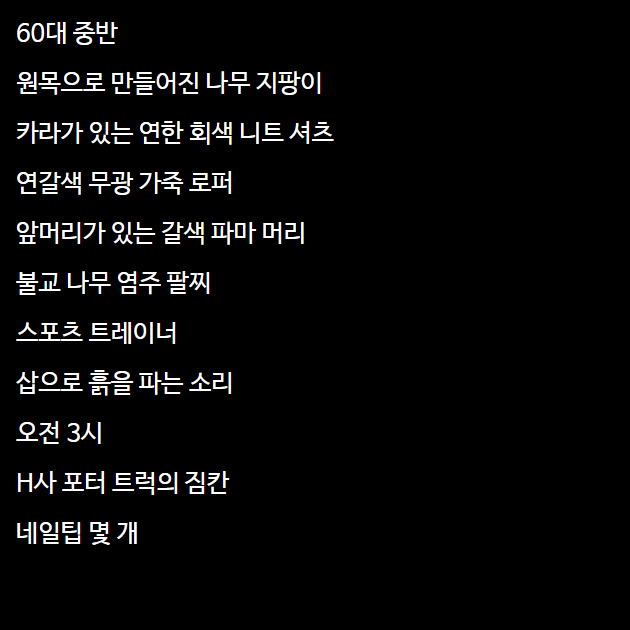 60대 중반
원목으로 만들어진 나무 지팡이
카라가 있는 연한 회색 니트 셔츠
연갈색 무광 가죽 로퍼
앞머리가 있는 갈색 파마 머리
불교 나무 염주 팔찌
스포츠 트레이너
삽으로 흙을 파는 소리
오전 3시
H사 포터 트럭의 짐칸
네일팁 몇 개